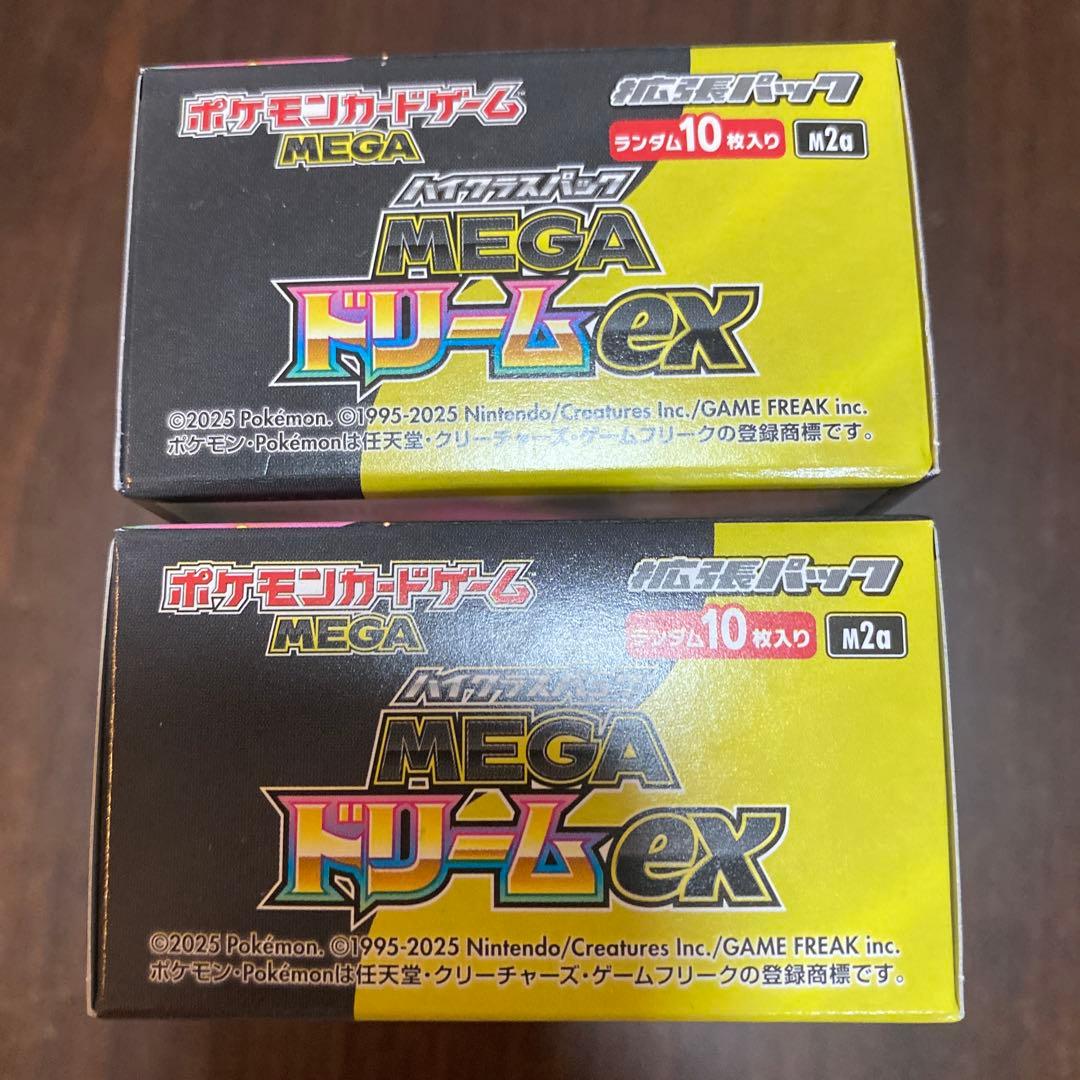 ポケモンカードゲーム
MEGA
拡張パック
ランダム10枚入り M2a
ハイクラスパック
MEGA
ドリームex
©2025 Pokémon. ©1995-2025 Nintendo/Creatures Inc./GAME FREAK inc.
ポケモン・Pokémonは任天堂・クリーチャーズ・ゲームフリークの登録商標です。
ポケモンカードゲーム
MEGA
拡張パック
ランダム10枚入り M2a
ハイクラスパック
MEGA
ドリームex
©2025 Pokémon. ©1995-2025 Nintendo/Creatures Inc./GAME FREAK inc.
ポケモン・Pokémonは任天堂・クリーチャーズ・ゲームフリークの登録商標です。